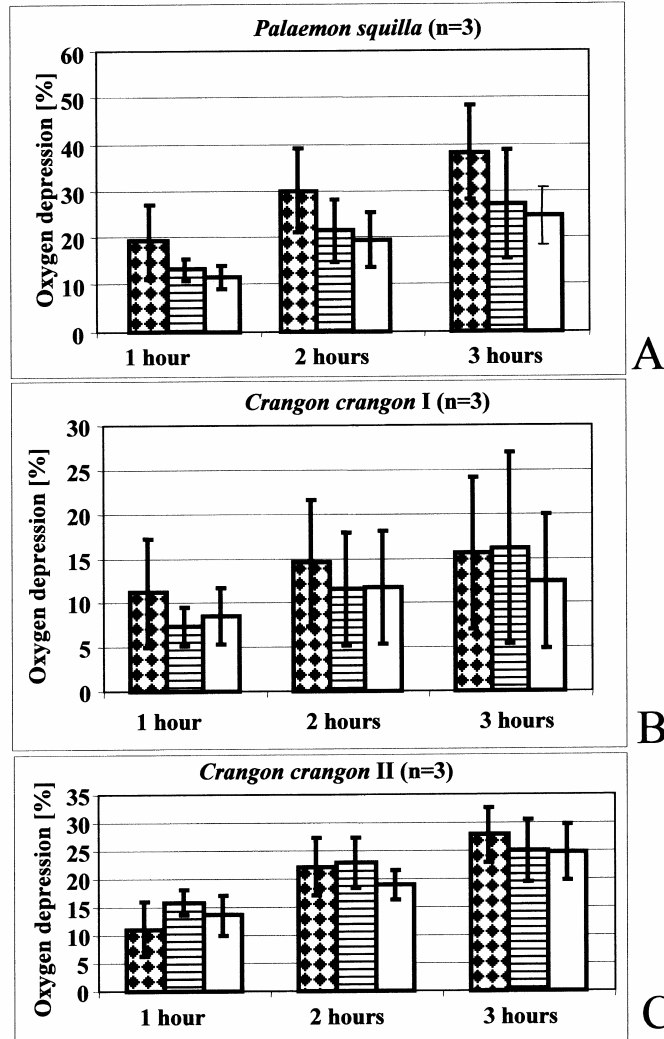 Palaemon squilla (n=3)
Oxygen depression [%]
60
50
40
30
20
10
0
1 hour 2 hours 3 hours
A
Crangon crangon I (n=3)
Oxygen depression [%]
30
25
20
15
10
5
0
1 hour 2 hours 3 hours
B
Crangon crangon II (n=3)
Oxygen depression [%]
35
30
25
20
15
10
5
0
1 hour 2 hours 3 hours
C